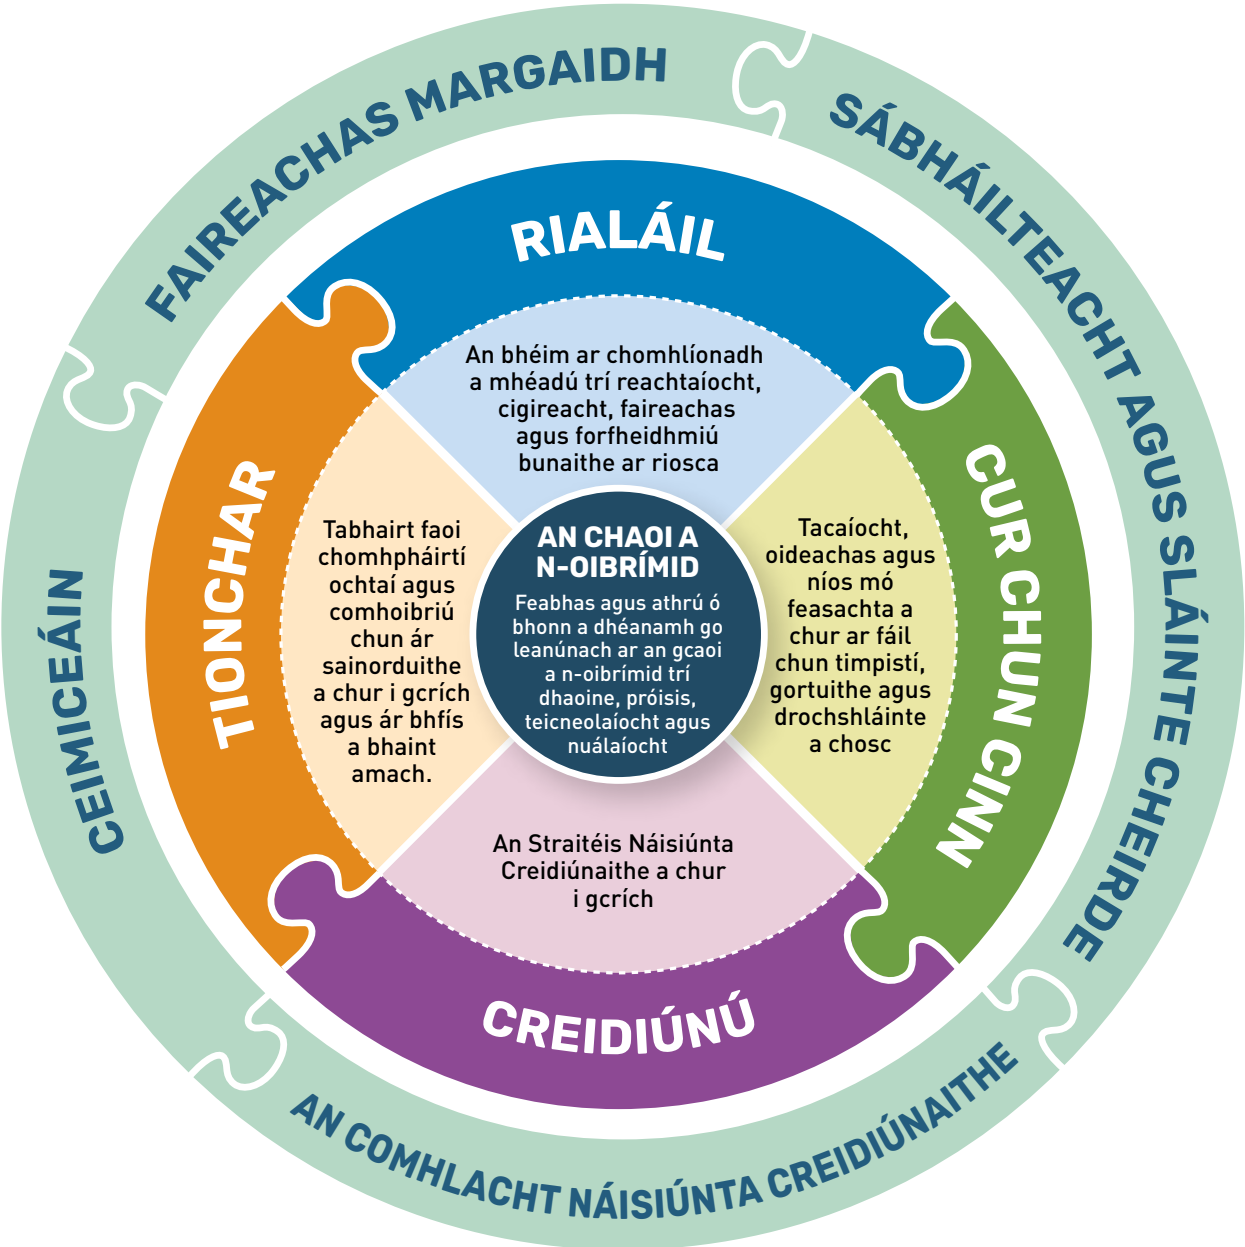 FAIREACHAS MARGAIDH
SÁBHÁILTEACHT AGUS SLÁINTE CHEIRDE
AN COMHLACHT NÁISIÚNTA CREIDIÚNAITHE
CEIMICEÁIN
RIALÁIL
An bhéim ar chomhlíonadh
a mhéadú trí reachtaíocht,
cigireacht, faireachas
agus forfheidhmiú
bunaithe ar riosca
CUR CHUN CINN
Tacaíocht,
oideachas agus
níos mó
feasachta a
chur ar fáil
chun timpistí,
gortuithe agus
drochshláinte
a chosc
CREIDIÚNÚ
An Straitéis Náisiúnta
Creidiúnaithe a chur
i gcrích
TIONCHAR
Tabhairt faoi
chomhpháirtí
ochtaí agus
comhoibriú
chun ár
sainorduithe
a chur i gcrích
agus ár bhfís
a bhaint
amach.
AN CHAOI A
N-OIBRÍMID
Feabhas agus athrú ó
bhonn a dhéanamh go
leanúnach ar an gcaoi
a n-oibrímid trí
dhaoine, próisis,
teicneolaíocht agus
nuálaíocht